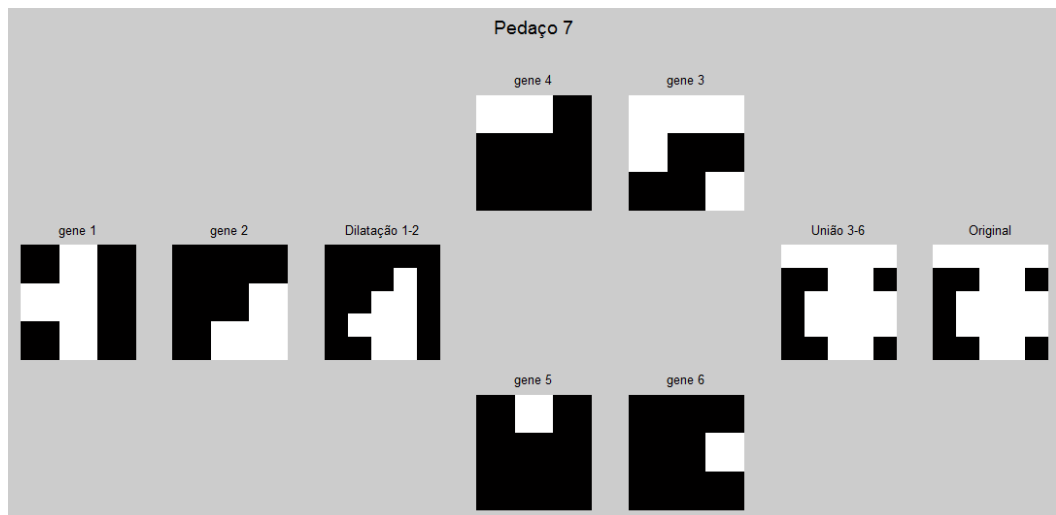 Pedaço 7
gene 4
gene 3
gene 1
gene 2
Dilatação 1-2
União 3-6
Original
gene 5
gene 6